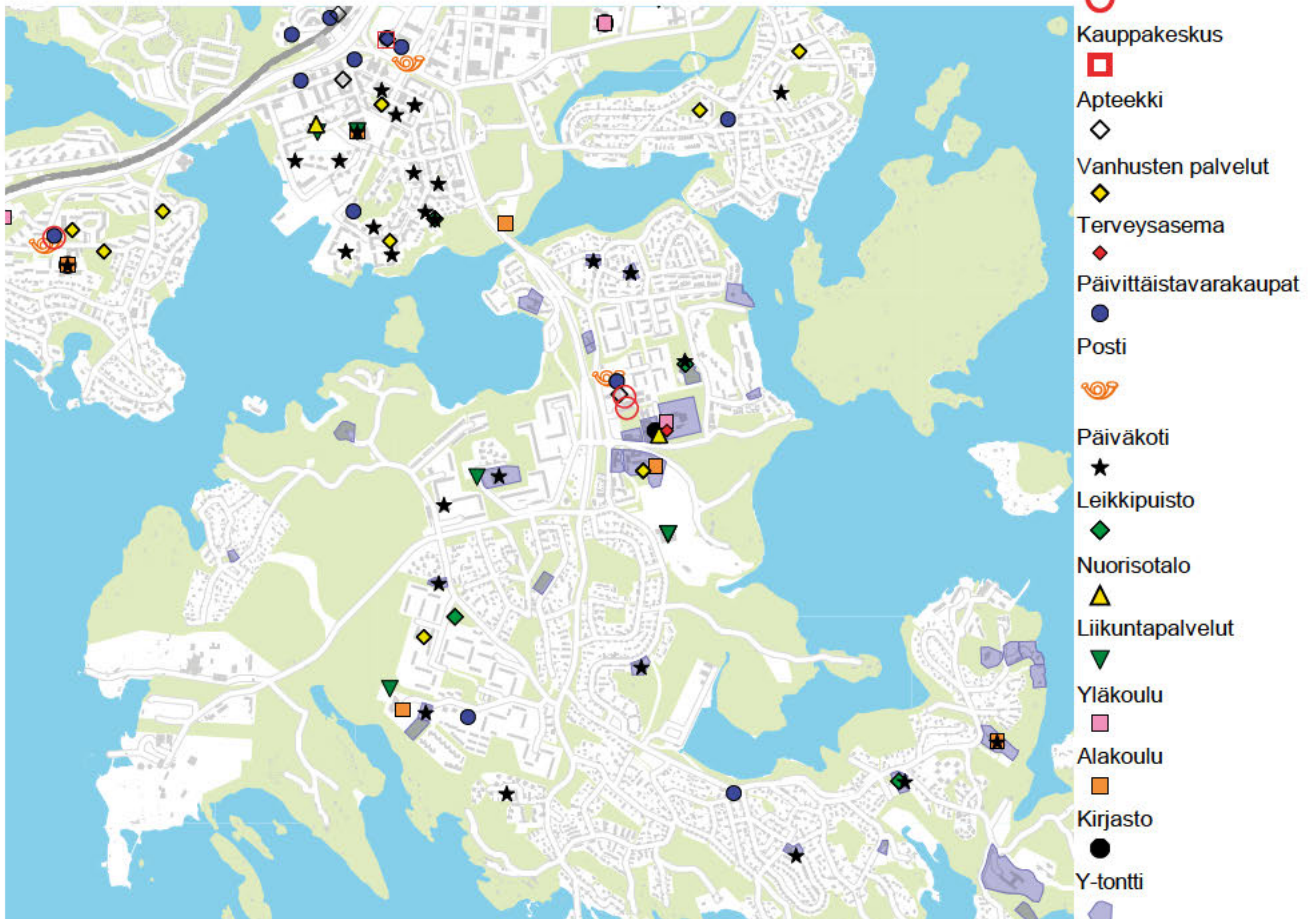 Kauppakeskus
Apteekki
Vanhusten palvelut
Terveysasema
Päivittäistavarakaupat
Posti
Päiväkoti
Leikkipuisto
Nuorisotalo
Liikuntapalvelut
Yläkoulu
Alakoulu
Kirjasto
Y-tontti